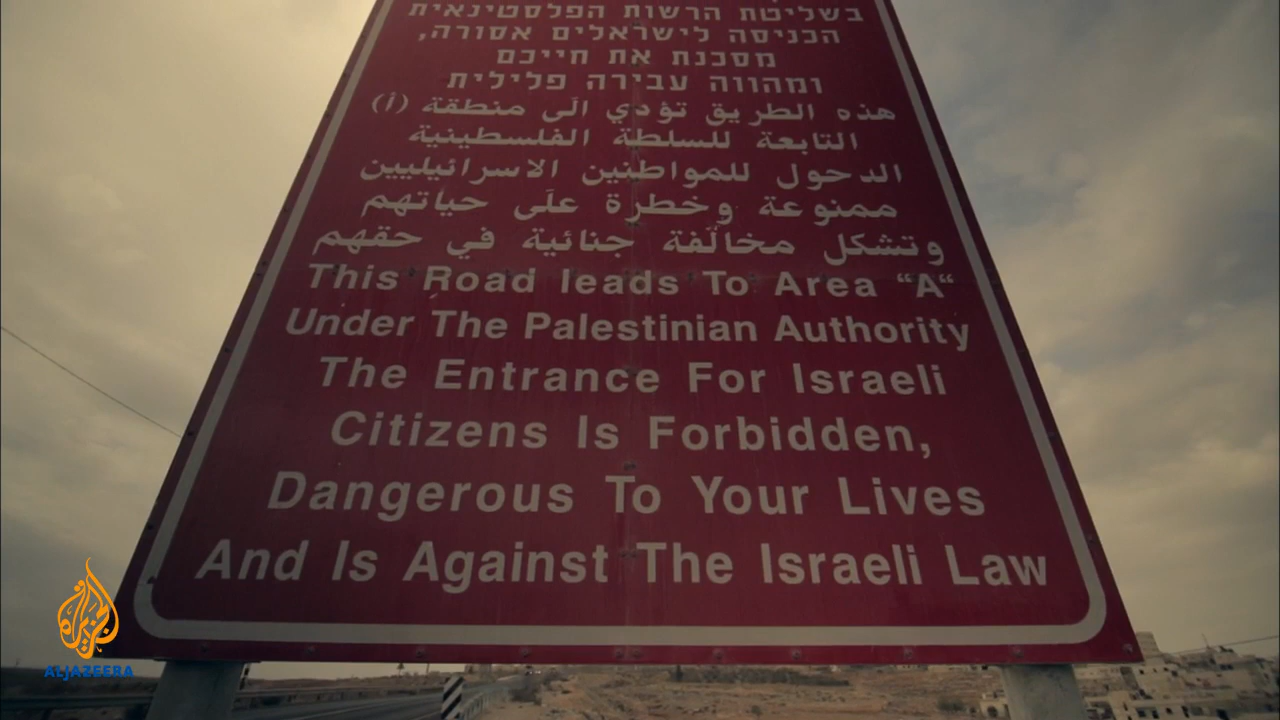 בשליטת הרשות הפלסטינאית
הכניסה לישראלים אסורה,
מסכנת את חייכם
ומהווה עבירה פלילית
هذه الطريق تؤدي الى منطقة (أ)
التابعة للسلطة الفلسطينية
الدحول للمواطنين الاسرائيليين
ممنوعة وخطرة على حياتهم
وتشكل مخالفة جنائية في حقهم
This Road leads To Area “A“
Under The Palestinian Authority
The Entrance For Israeli
Citizens Is Forbidden,
Dangerous To Your Lives
And Is Against The Israeli Law
الجزيرة
ALJAZEERA